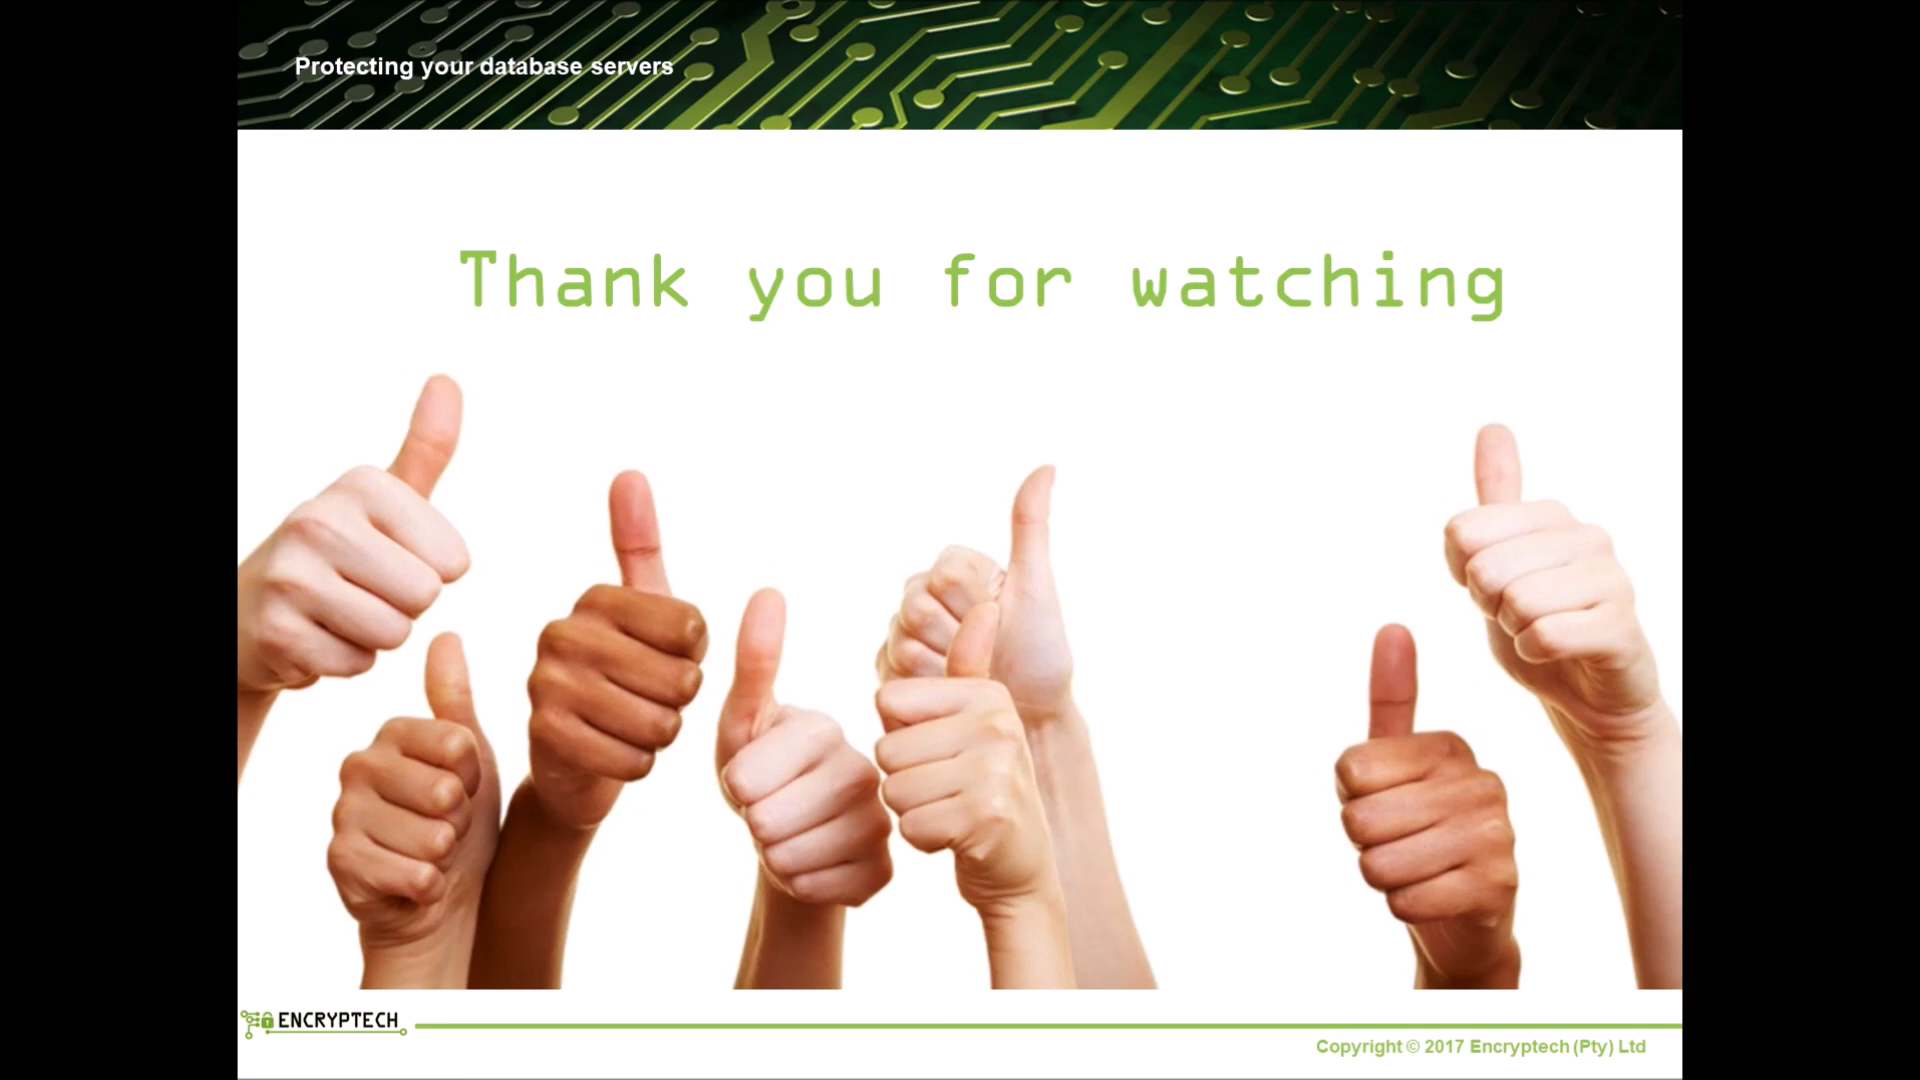 Protecting your database servers
Thank you for watching
ENCRYPTECH
Copyright © 2017 Encryptech (Pty) Ltd